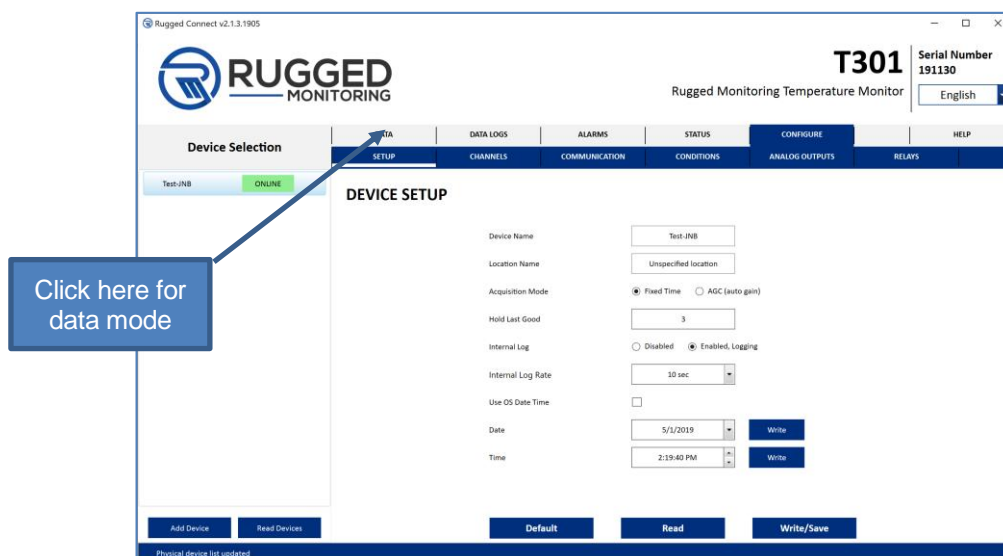 Rugged Connect v2.1.3.1905
RUGGED
MONITORING
T301
Rugged Monitoring Temperature Monitor
Serial Number
191130
English
Device Selection
DATA LOGS ALARMS STATUS CONFIGURE HELP
SETUP CHANNELS COMMUNICATION CONDITIONS ANALOG OUTPUTS RELAYS
Test-JNB ONLINE
DEVICE SETUP
Device Name Test-JNB
Location Name Unspecified location
Acquisition Mode Fixed Time AGC (auto gain)
Hold Last Good 3
Internal Log Disabled Enabled, Logging
Internal Log Rate 10 sec
Use OS Date Time
Date 5/1/2019 Write
Time 2:19:40 PM Write
Click here for
data mode
Add Device Read Devices Default Read Write/Save
Physical device list updated